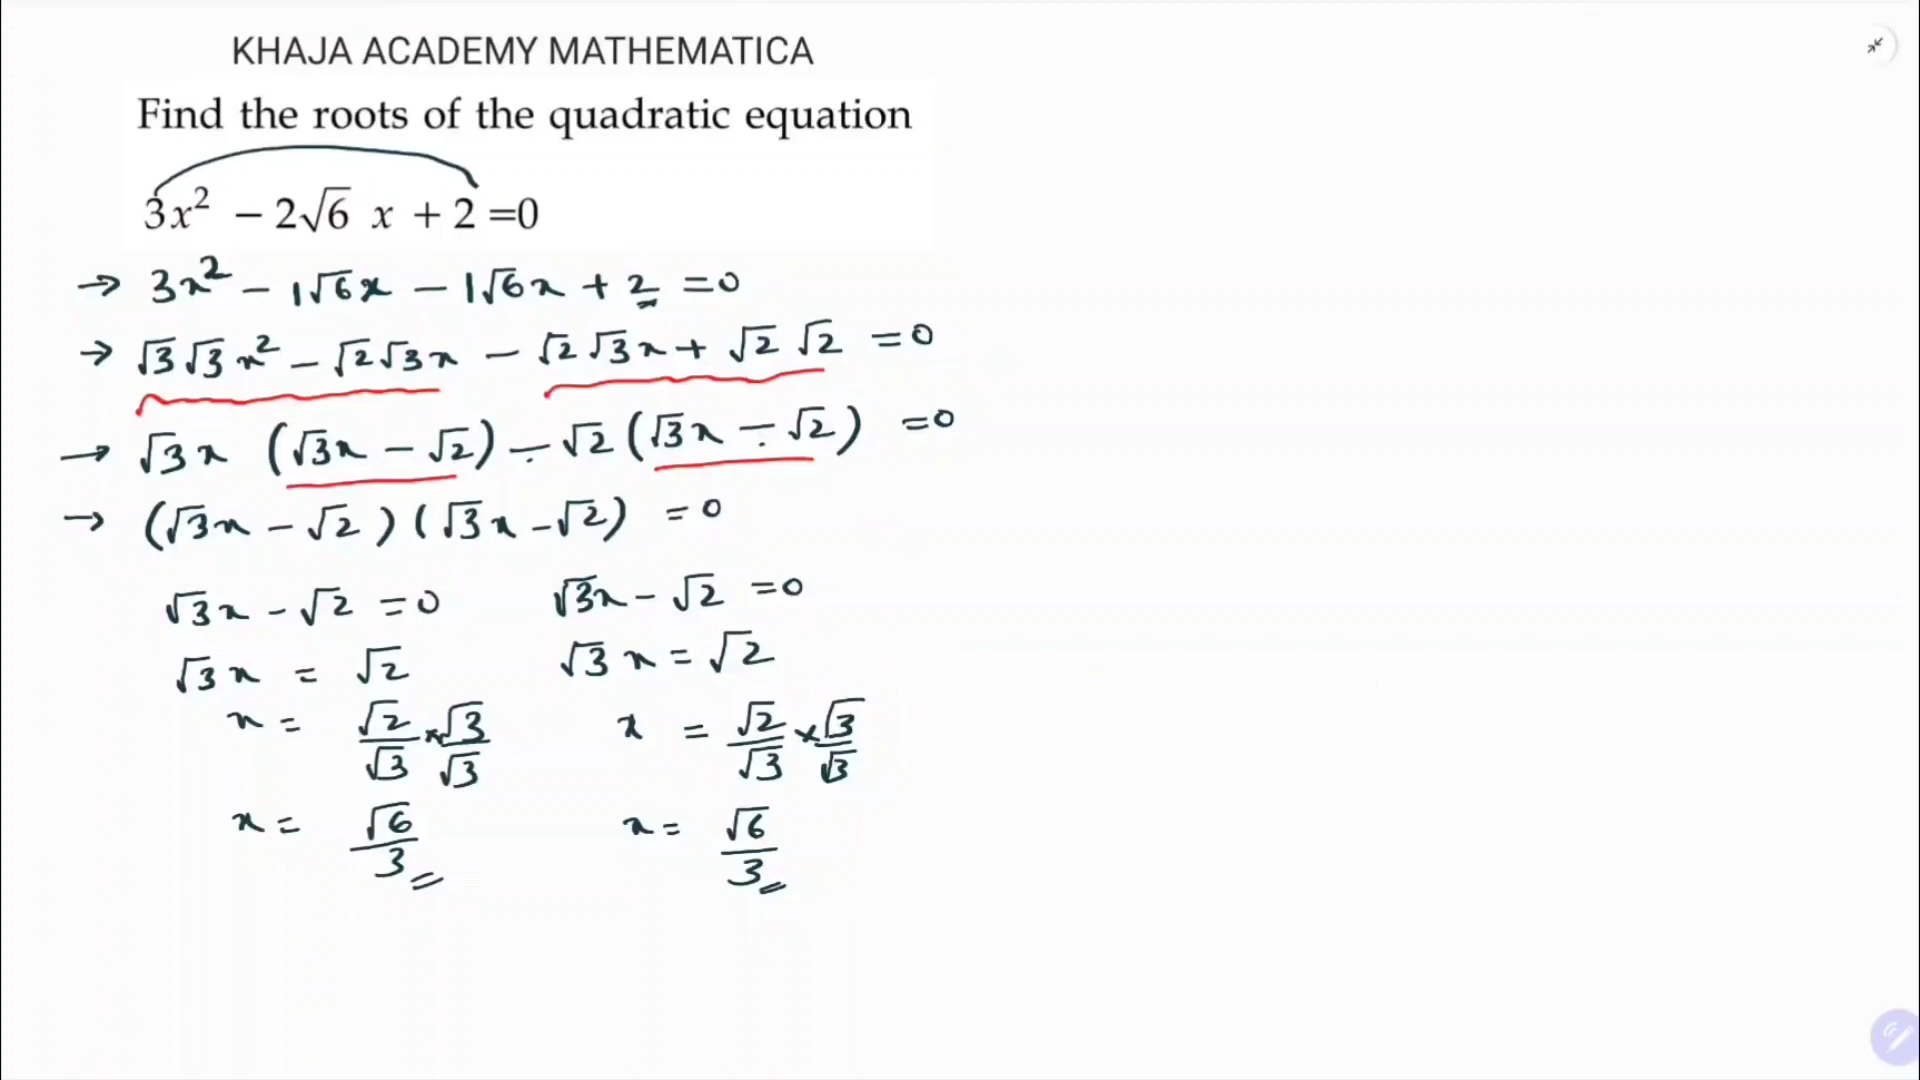 KHAJA ACADEMY MATHEMATICA
Find the roots of the quadratic equation
3x² − 2√6 x + 2 =0
→ 3x² − 1√6x − 1√6x + 2 =0
→ √3√3x² − √2√3x − √2√3x + √2 √2 =0
→ √3x (√3x − √2) − √2 (√3x − √2) =0
→ (√3x − √2) (√3x − √2) =0
√3x − √2 =0 √3x − √2 =0
√3x = √2 √3x = √2
x = √2/√3 × √3/√3 x = √2/√3 × √3/√3
x = √6/3 x = √6/3